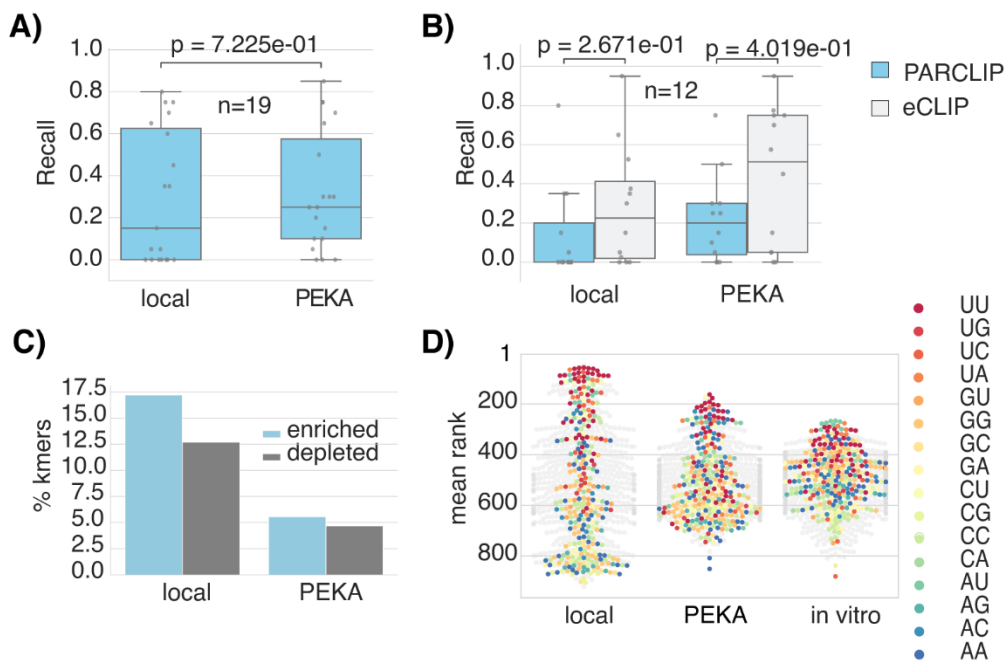 A)
p = 7.225e-01
1.0
0.8
0.6
0.4
0.2
0.0
Recall
n=19
local
PEKA
B)
p = 2.671e-01
p = 4.019e-01
1.0
0.8
0.6
0.4
0.2
0.0
Recall
n=12
local
PEKA
PARCLIP
eCLIP
C)
17.5
15.0
12.5
10.0
7.5
5.0
2.5
0.0
% kmers
enriched
depleted
local
PEKA
D)
1
200
400
600
800
mean rank
local
PEKA
in vitro
UU
UG
UC
UA
GU
GG
GC
GA
CU
CG
CC
CA
AU
AG
AC
AA